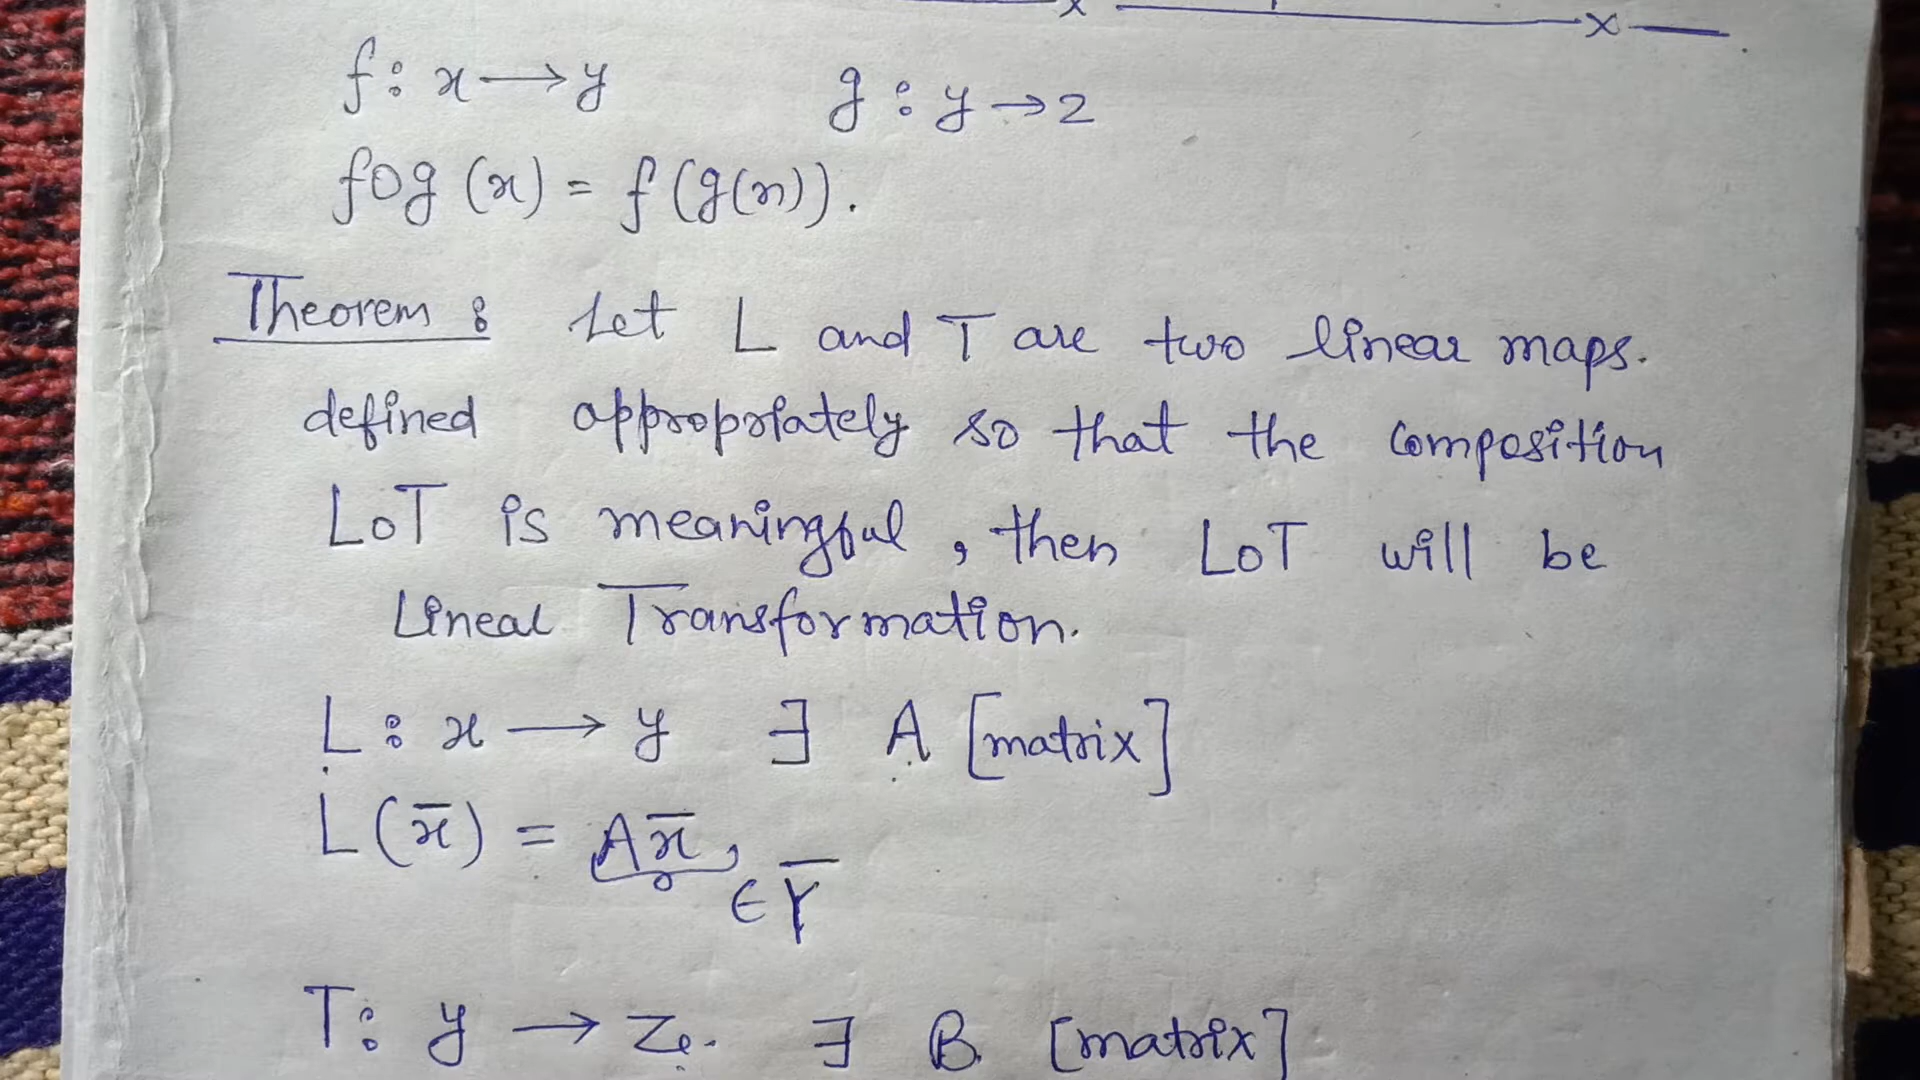 x x
f : x → y g : y → z
fog (x) = f(g(x)).
Theorem : Let L and T are two linear maps.
defined appropriately so that the composition
LoT is meaningful, then LoT will be
Linear Transformation.
L : x → y ∃ A [matrix]
L(x̄) = Ax̄,
∈ Y̅
T : y → z. ∃ B. [matrix]